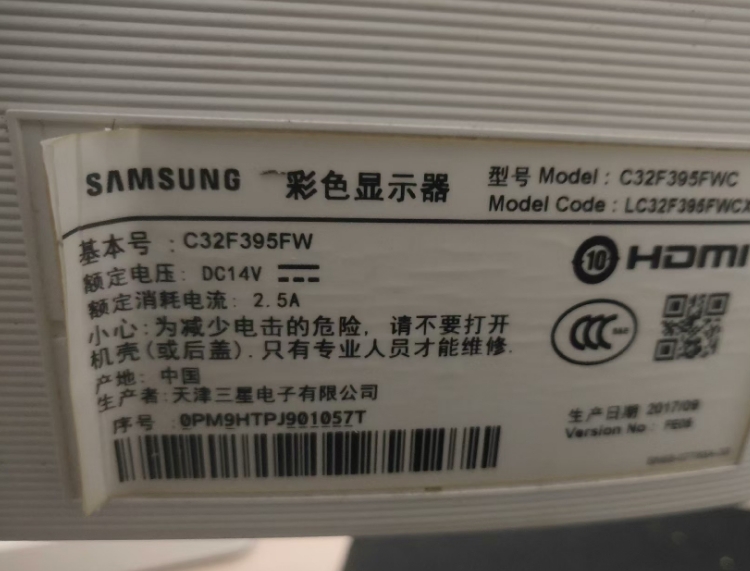 SAMSUNG 彩色显示器
型号 Model : C32F395FWC
Model Code : LC32F395FWCX
基本号 : C32F395FW
额定电压: DC14V
额定消耗电流: 2.5A
小心:为减少电击的危险, 请不要打开
机壳(或后盖).只有专业人员才能维修.
产地: 中国
生产者:天津三星电子有限公司
序号 : 0PM9HTPJ901057T
10 HDMI
CCC
生产日期 2017/09
Version No : FE08